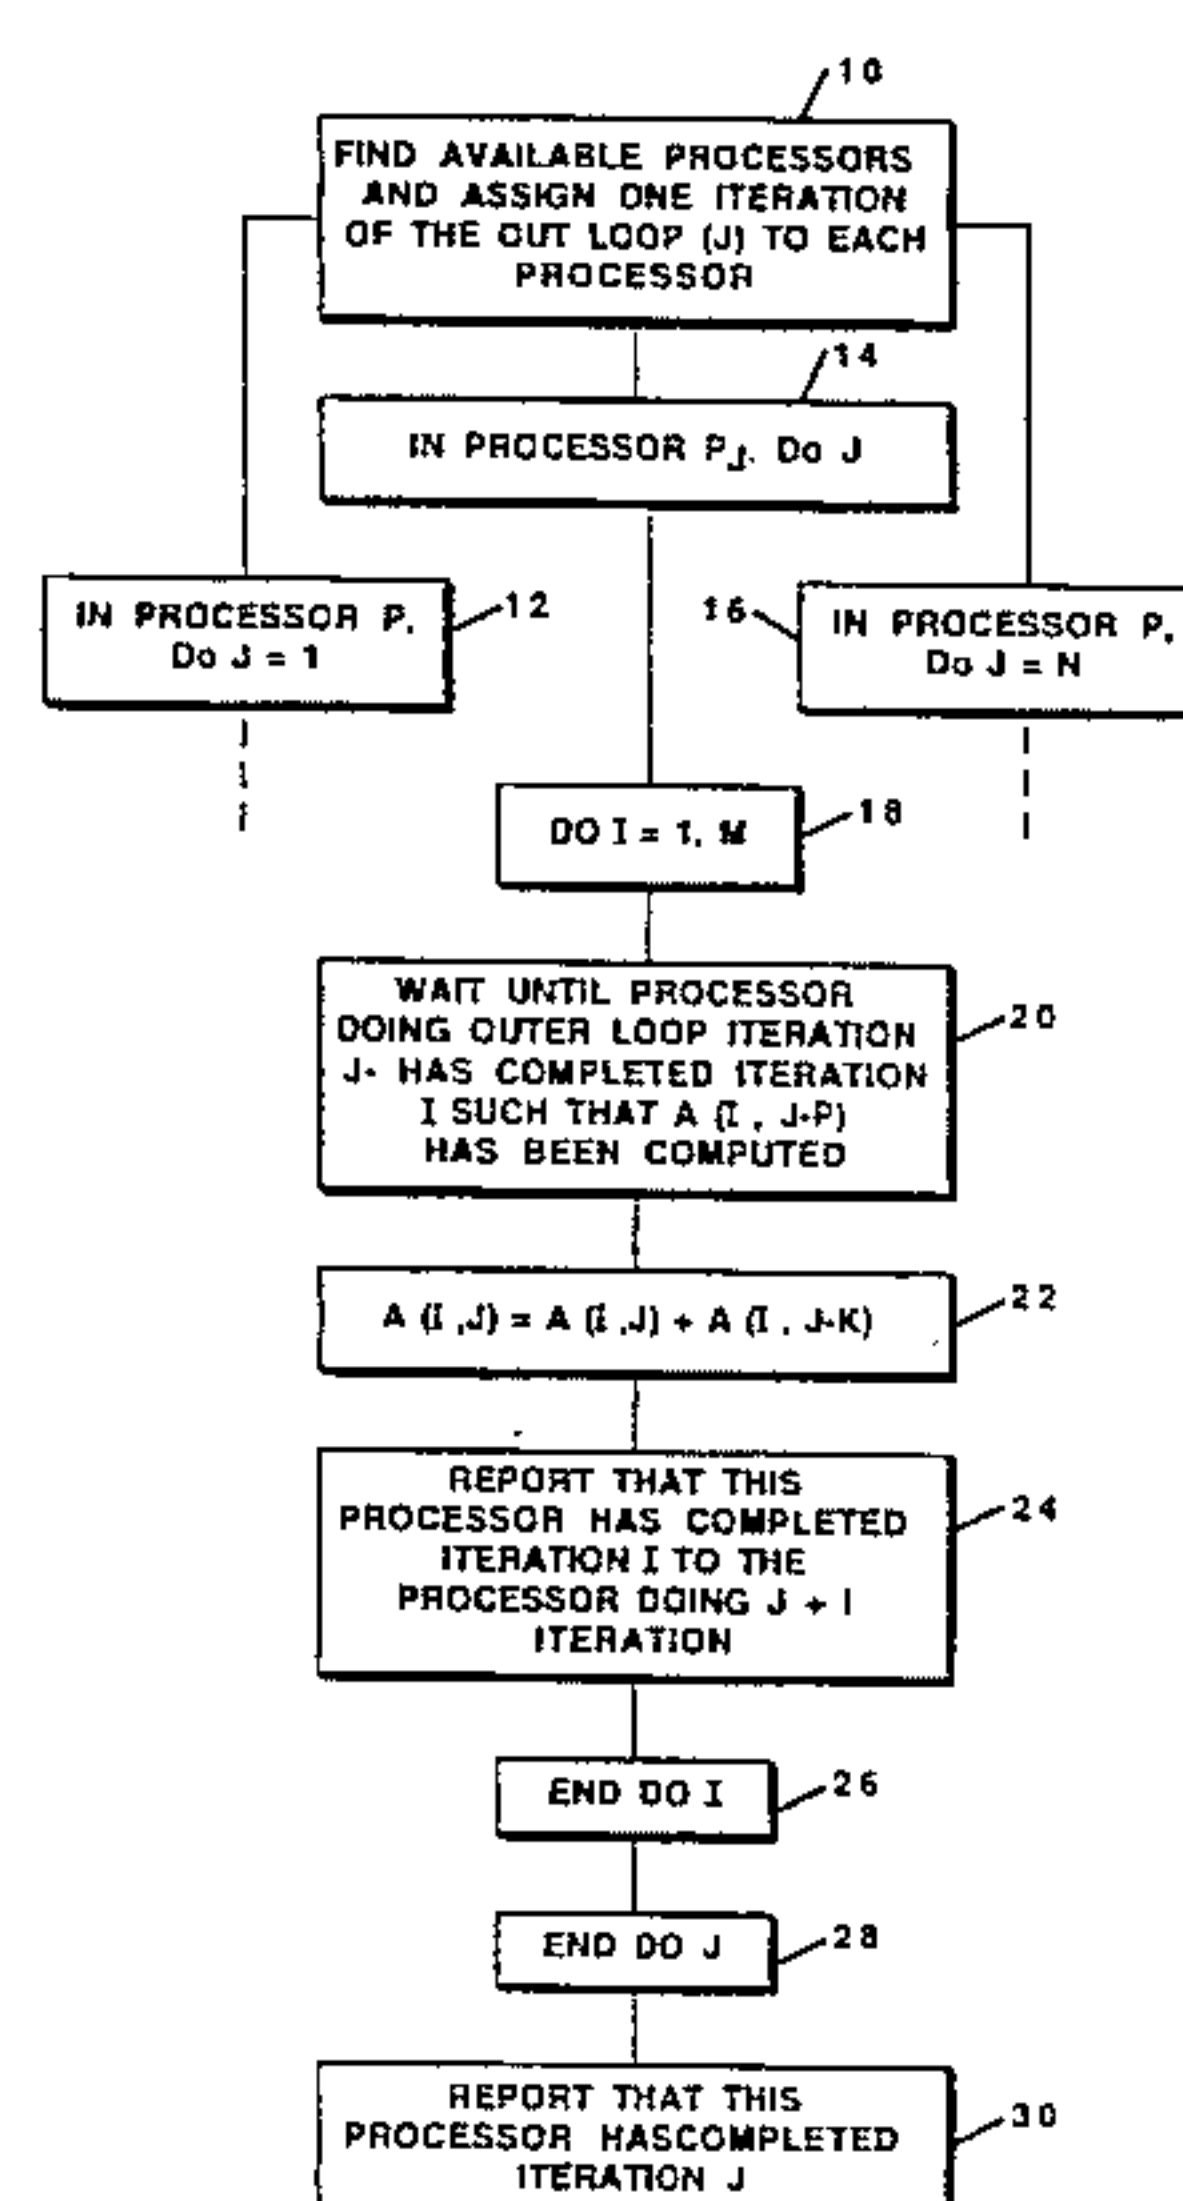 10
FIND AVAILABLE PROCESSORS
AND ASSIGN ONE ITERATION
OF THE OUT LOOP (J) TO EACH
PROCESSOR
14
IN PROCESSOR PJ. Do J
IN PROCESSOR P.
Do J = 1
12
16
IN PROCESSOR P.
Do J = N
DO I = 1, M
18
WAIT UNTIL PROCESSOR
DOING OUTER LOOP ITERATION
J- HAS COMPLETED ITERATION
I SUCH THAT A (I, J-P)
HAS BEEN COMPUTED
20
A (I,J) = A (I,J) + A (I, J-K)
22
REPORT THAT THIS
PROCESSOR HAS COMPLETED
ITERATION I TO THE
PROCESSOR DOING J + I
ITERATION
24
END DO I
26
END DO J
28
REPORT THAT THIS
PROCESSOR HASCOMPLETED
ITERATION J
30